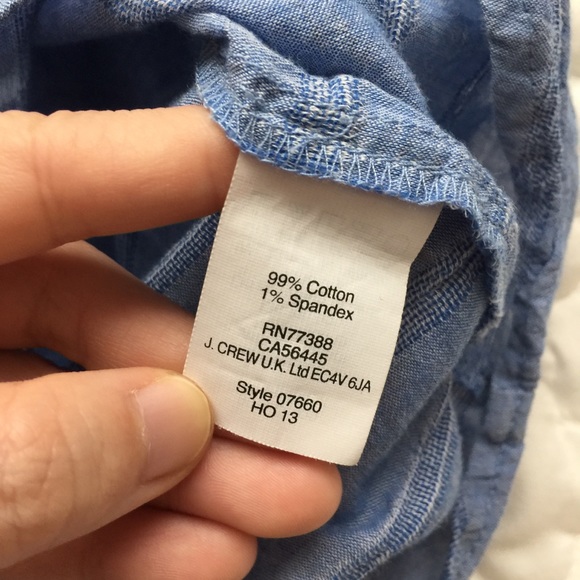 99% Cotton
1% Spandex
RN77388
CA56445
J. CREW U.K. Ltd EC4V 6JA
Style 07660
HO 13